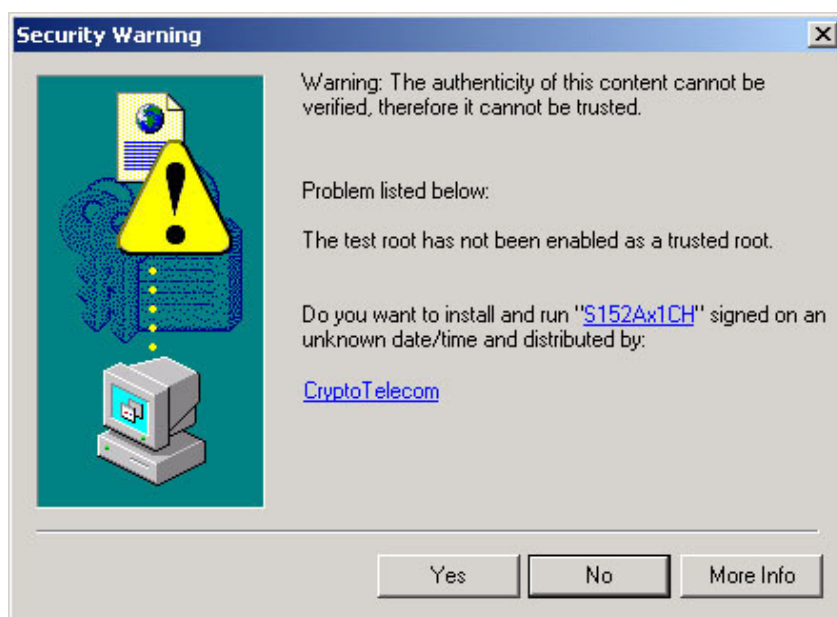 Security Warning
Warning: The authenticity of this content cannot be
verified, therefore it cannot be trusted.
Problem listed below:
The test root has not been enabled as a trusted root.
Do you want to install and run "S152Ax1CH" signed on an
unknown date/time and distributed by:
CryptoTelecom
Yes
No
More Info